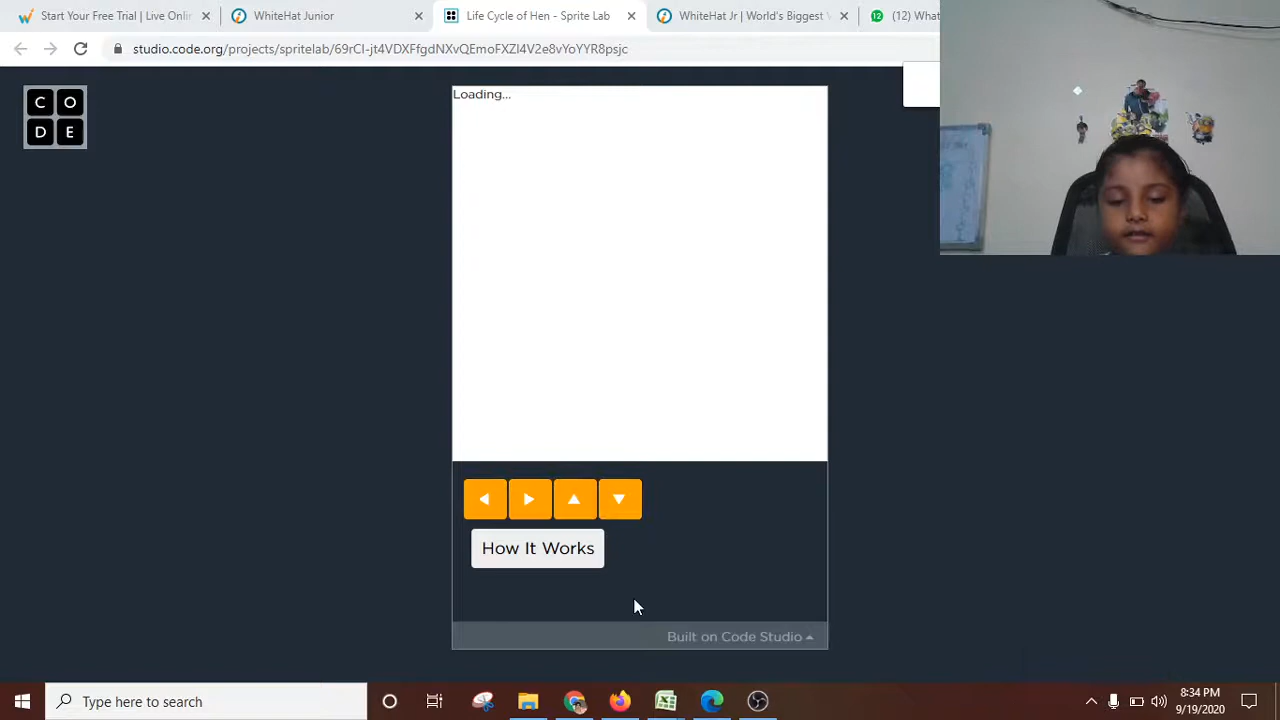 Start Your Free Trial | Live Onlin
WhiteHat Junior
Life Cycle of Hen - Sprite Lab
WhiteHat Jr | World's Biggest V
(12) What
studio.code.org/projects/spritelab/69rCI-jt4VDXFfgdNXvQEmoFXZl4V2e8vYoYYR8psjc
C O
D E
Loading...
How It Works
Built on Code Studio
Type here to search
8:34 PM
9/19/2020